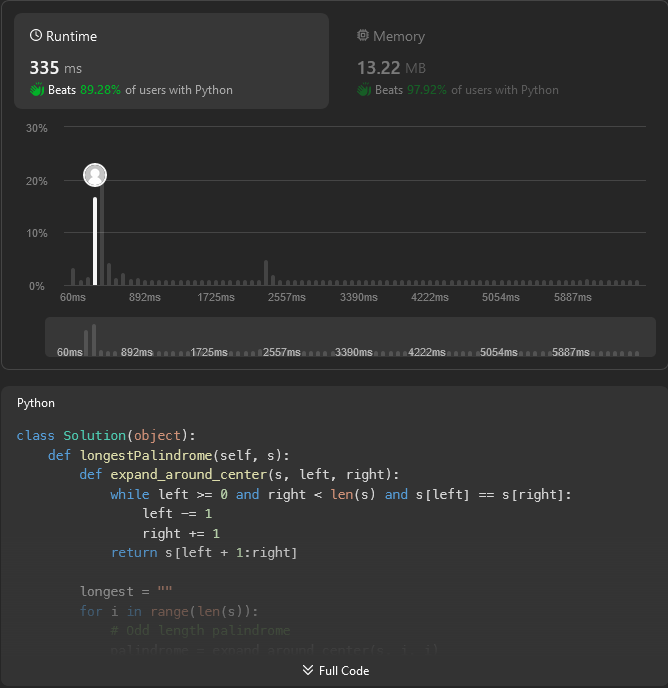 Runtime
335 ms
Beats 89.28% of users with Python
Memory
13.22 MB
Beats 97.92% of users with Python
30%
20%
10%
0%
60ms 892ms 1725ms 2557ms 3390ms 4222ms 5054ms 5887ms
60ms 892ms 1725ms 2557ms 3390ms 4222ms 5054ms 5887ms
Python
class Solution(object):
    def longestPalindrome(self, s):
        def expand_around_center(s, left, right):
            while left >= 0 and right < len(s) and s[left] == s[right]:
                left -= 1
                right += 1
            return s[left + 1:right]

        longest = ""
        for i in range(len(s)):
            # Odd length palindrome
            palindrome = expand_around_center(s, i, i)
Full Code